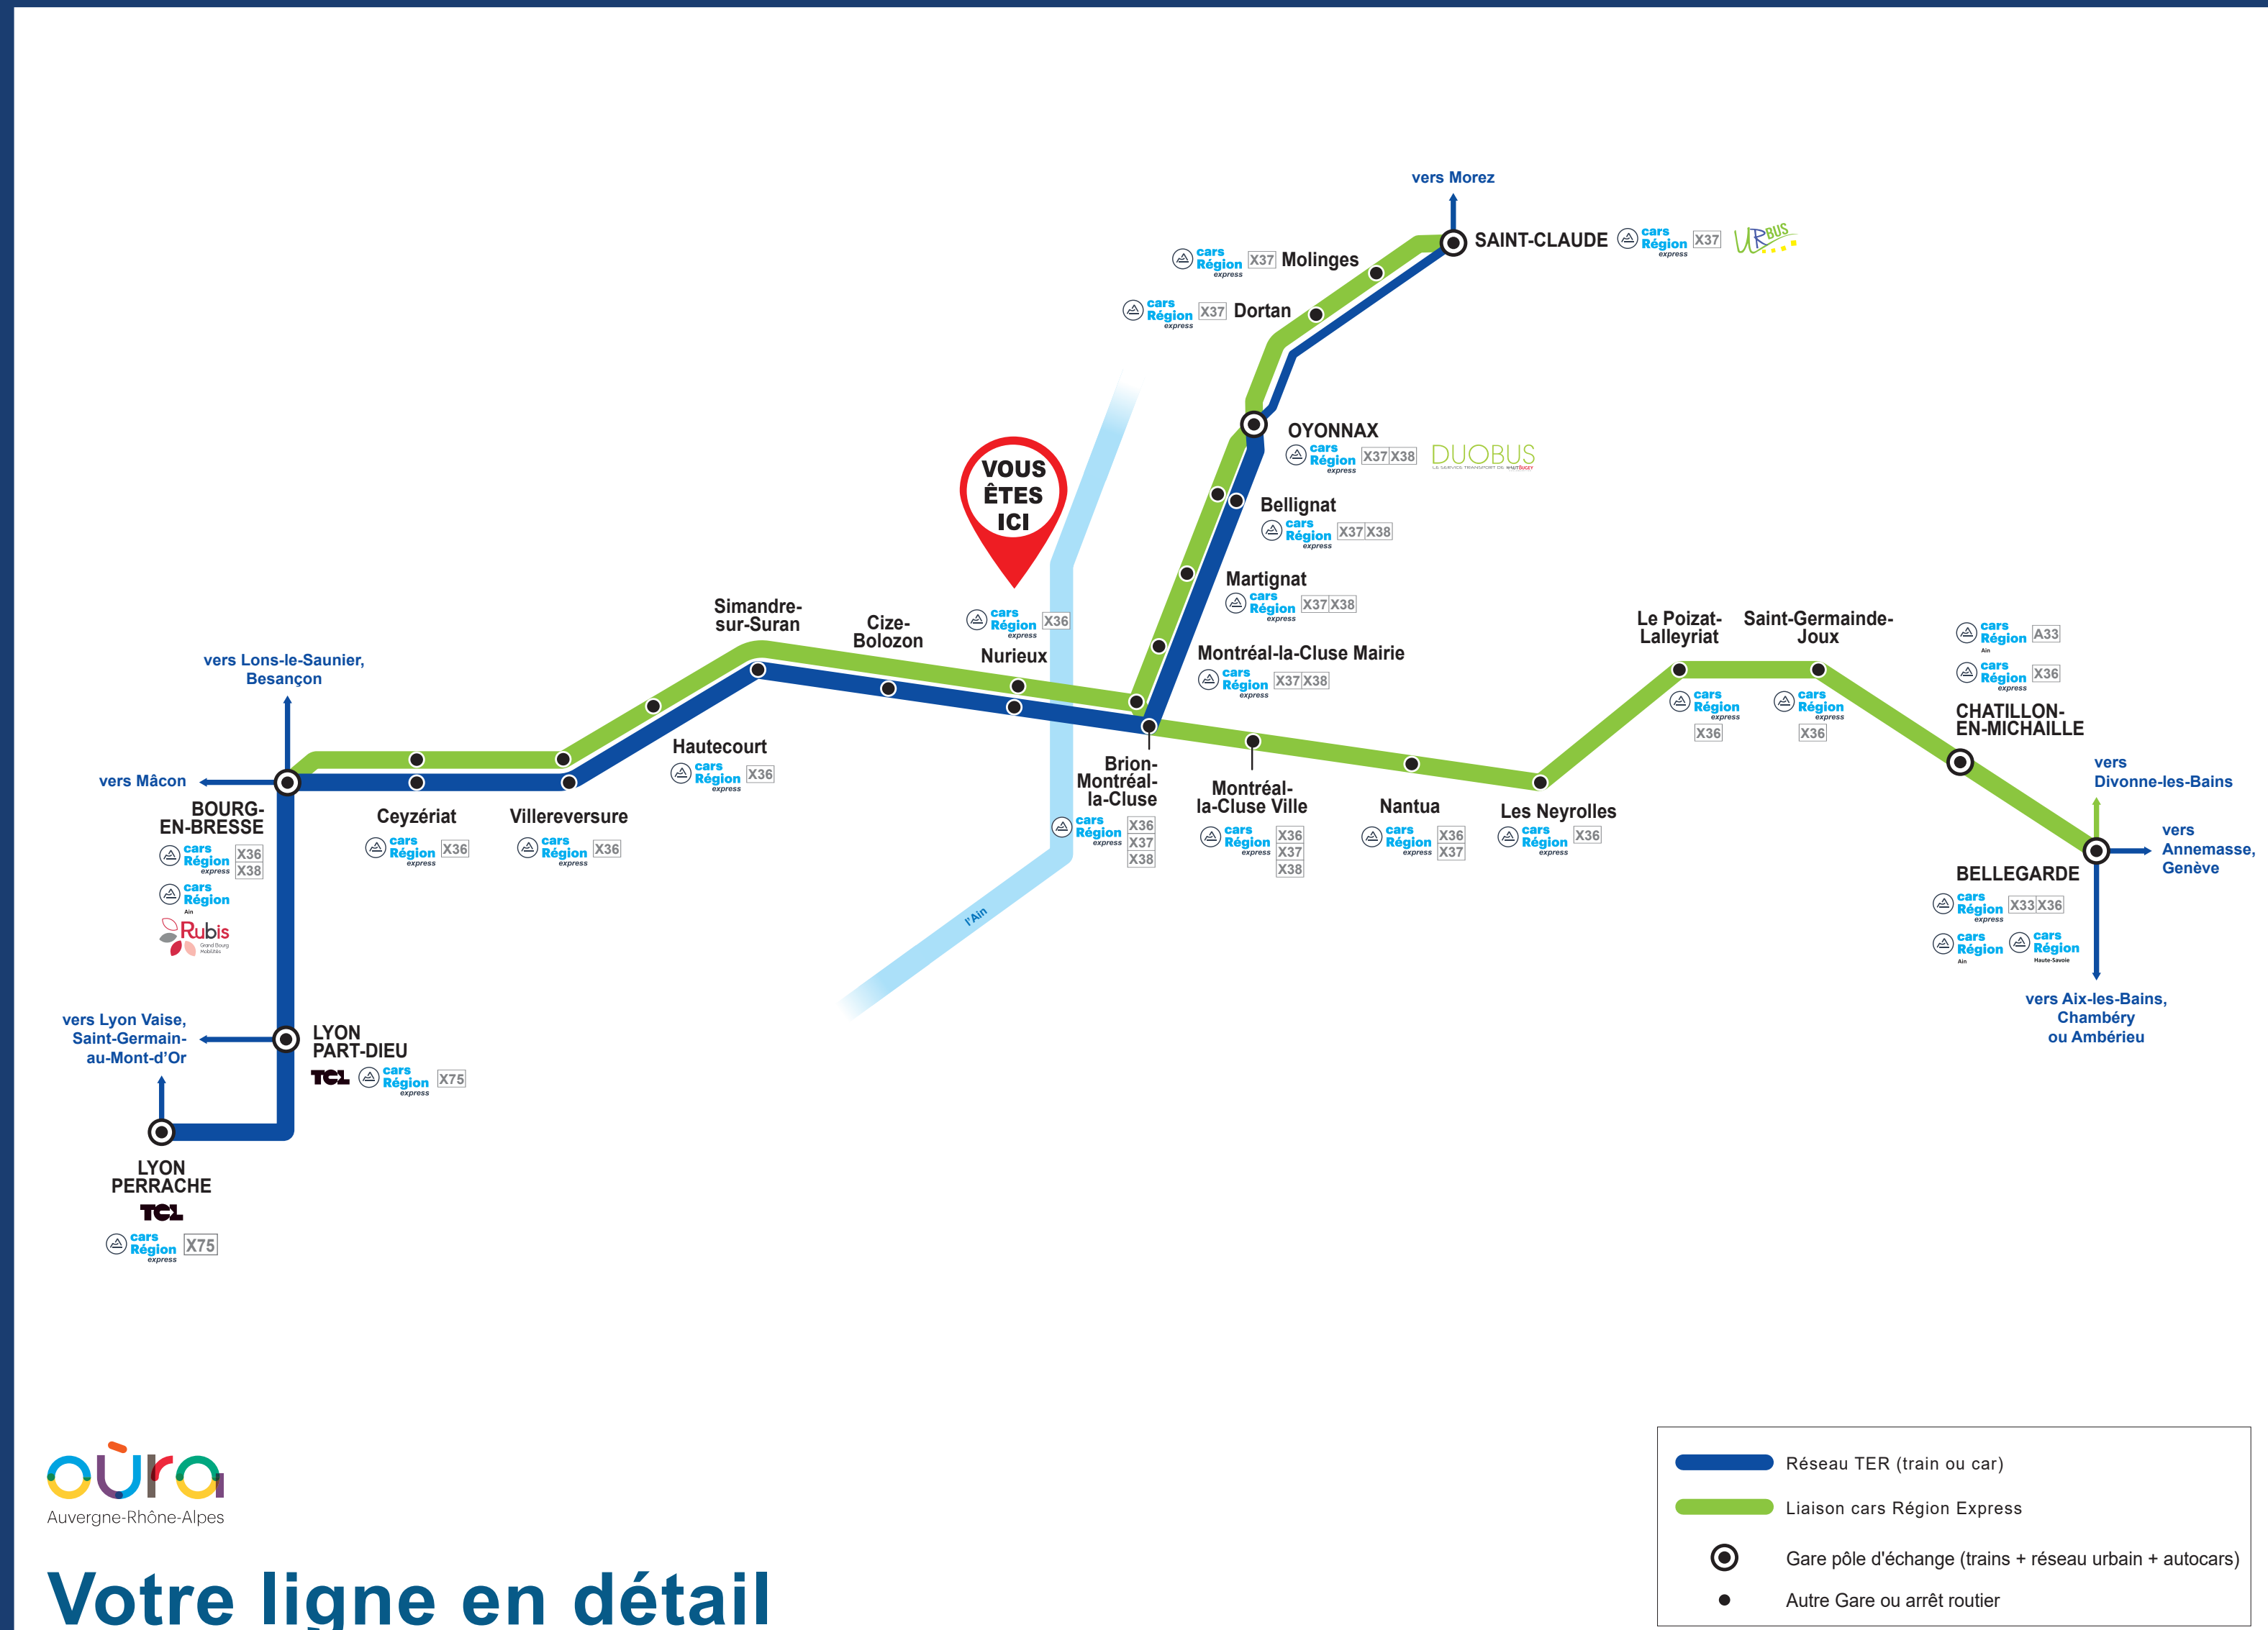 vers Morez
SAINT-CLAUDE
cars
Région
express
X37
URBUS
cars
Région
express
X37
Molinges
cars
Région
express
X37
Dortan
OYONNAX
cars
Région
express
X37 X38
DUOBUS
VOUS
ÊTES
ICI
Bellignat
cars
Région
express
X37 X38
Martignat
cars
Région
express
X37 X38
Montréal-la-Cluse Mairie
cars
Région
express
X37 X38
Simandre-
sur-Suran
Cize-
Bolozon
cars
Région
express
X36
Nurieux
Le Poizat-
Lalleyriat
cars
Région
express
X36
Saint-Germainde-
Joux
cars
Région
express
X36
cars
Région
Ain
A33
cars
Région
express
X36
CHATILLON-
EN-MICHAILLE
vers Lons-le-Saunier,
Besançon
vers Mâcon
BOURG-
EN-BRESSE
cars
Région
express
X36
X38
cars
Région
Ain
Rubis
Grand Bourg
Mobilités
Ceyzériat
cars
Région
express
X36
Villereversure
cars
Région
express
X36
Hautecourt
cars
Région
express
X36
Brion-
Montréal-
la-Cluse
cars
Région
express
X36
X37
X38
Montréal-
la-Cluse Ville
cars
Région
express
X36
X37
X38
Nantua
cars
Région
express
X36
X37
Les Neyrolles
cars
Région
express
X36
vers
Divonne-les-Bains
vers
Annemasse,
Genève
BELLEGARDE
cars
Région
express
X33 X36
cars
Région
Ain
cars
Région
Haute-Savoie
vers Aix-les-Bains,
Chambéry
ou Ambérieu
l'Ain
vers Lyon Vaise,
Saint-Germain-
au-Mont-d'Or
LYON
PART-DIEU
TCL
cars
Région
express
X75
LYON
PERRACHE
TCL
cars
Région
express
X75
oùra
Auvergne-Rhône-Alpes
Votre ligne en détail
Réseau TER (train ou car)
Liaison cars Région Express
Gare pôle d'échange (trains + réseau urbain + autocars)
Autre Gare ou arrêt routier